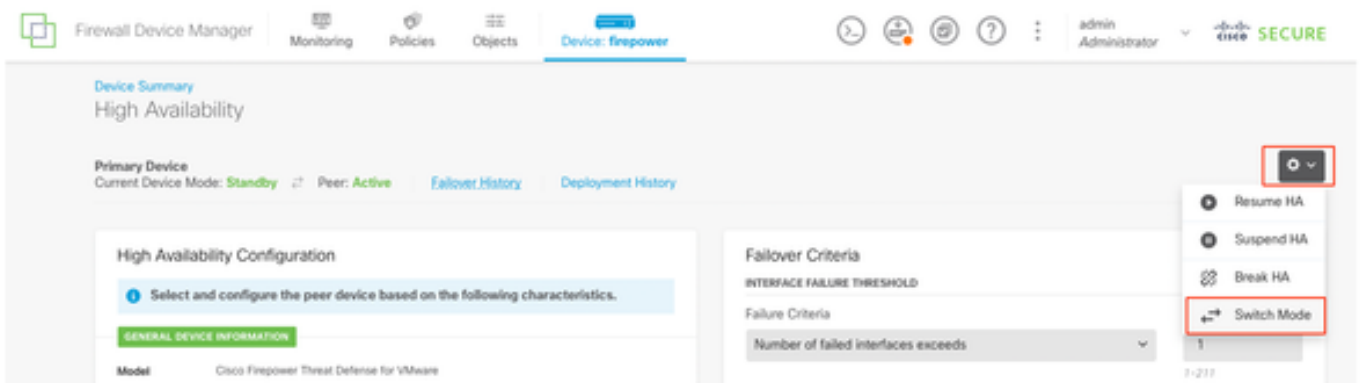 Firewall Device Manager
Monitoring
Policies
Objects
Device: firepower
admin
Administrator
cisco SECURE
Device Summary
High Availability
Primary Device
Current Device Mode: Standby Peer: Active Failover History Deployment History
Resume HA
Suspend HA
Break HA
Switch Mode
High Availability Configuration
Select and configure the peer device based on the following characteristics.
GENERAL DEVICE INFORMATION
Model Cisco Firepower Threat Defense for VMware
Failover Criteria
INTERFACE FAILURE THRESHOLD
Failure Criteria
Number of failed interfaces exceeds
1
1-211